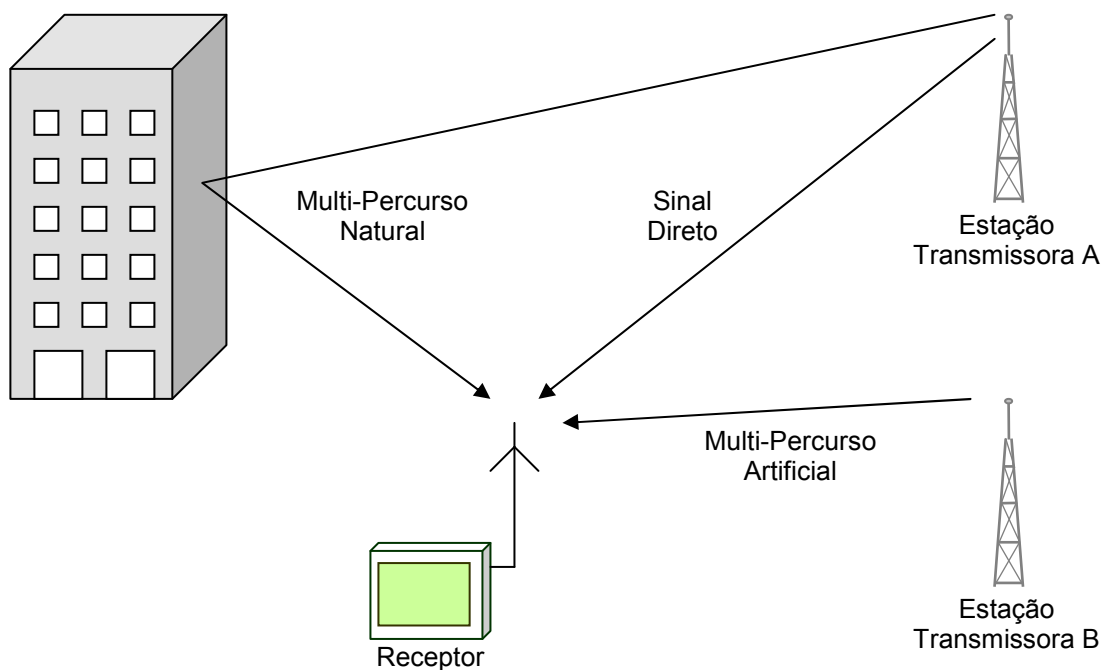 Multi-Percurso
Natural
Sinal
Direto
Estação
Transmissora A
Multi-Percurso
Artificial
Estação
Transmissora B
Receptor